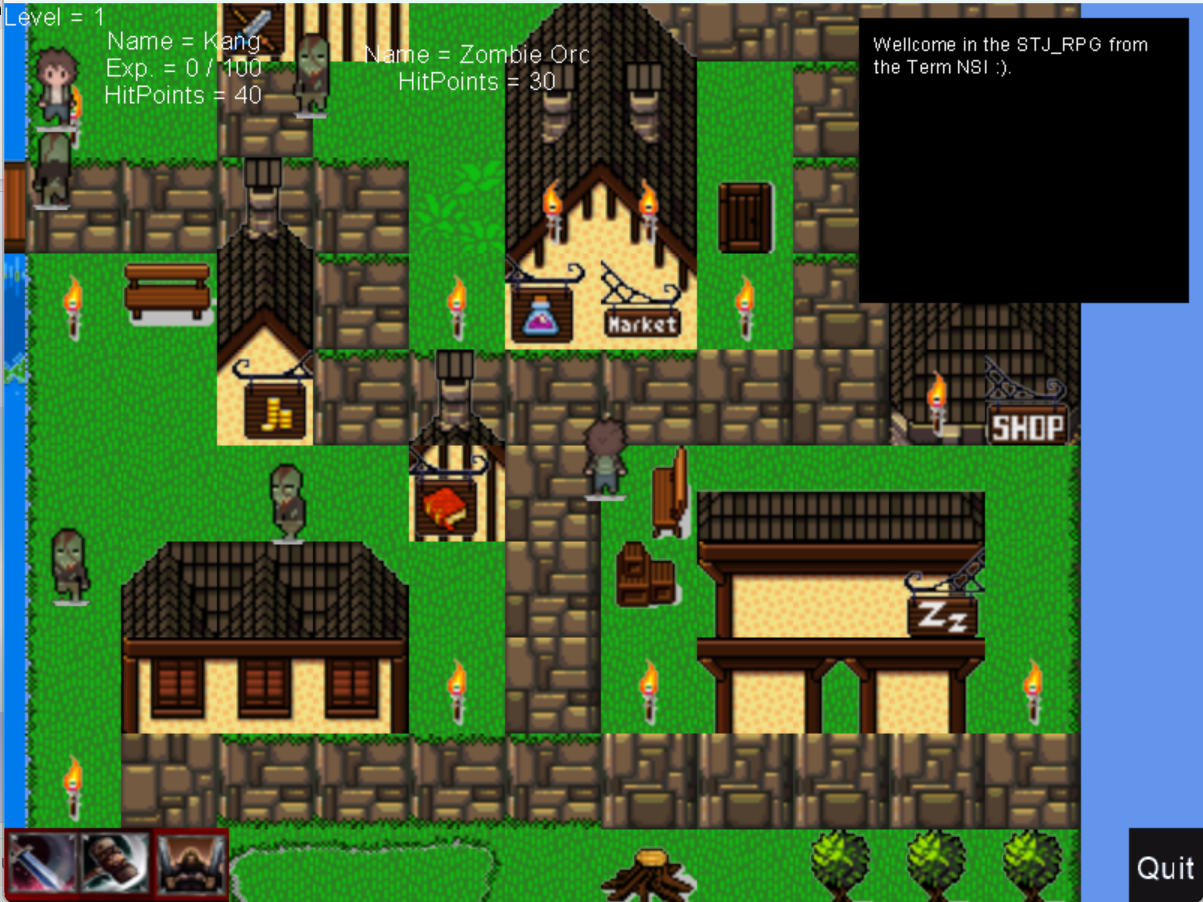 Level = 1
Name = Kang
Exp. = 0 / 100
HitPoints = 40
Name = Zombie Orc
HitPoints = 30
Wellcome in the STJ_RPG from
the Term NSI :).
Market
SHOP
Zz
Quit